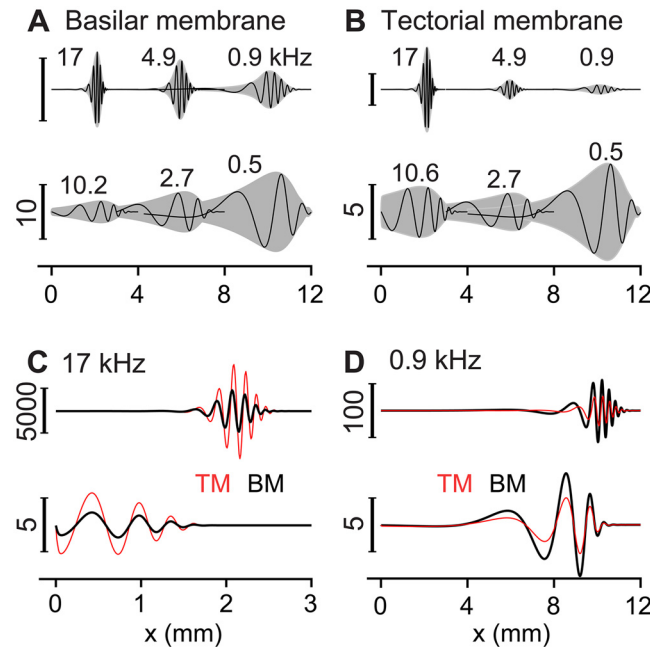 A Basilar membrane
17 4.9 0.9 kHz
10.2 2.7 0.5
10
0 4 8 12
B Tectorial membrane
17 4.9 0.9
10.6 2.7 0.5
5
0 4 8 12
C 17 kHz
5000
TM BM
5
0 1 2 3
x (mm)
D 0.9 kHz
100
TM BM
5
0 4 8 12
x (mm)